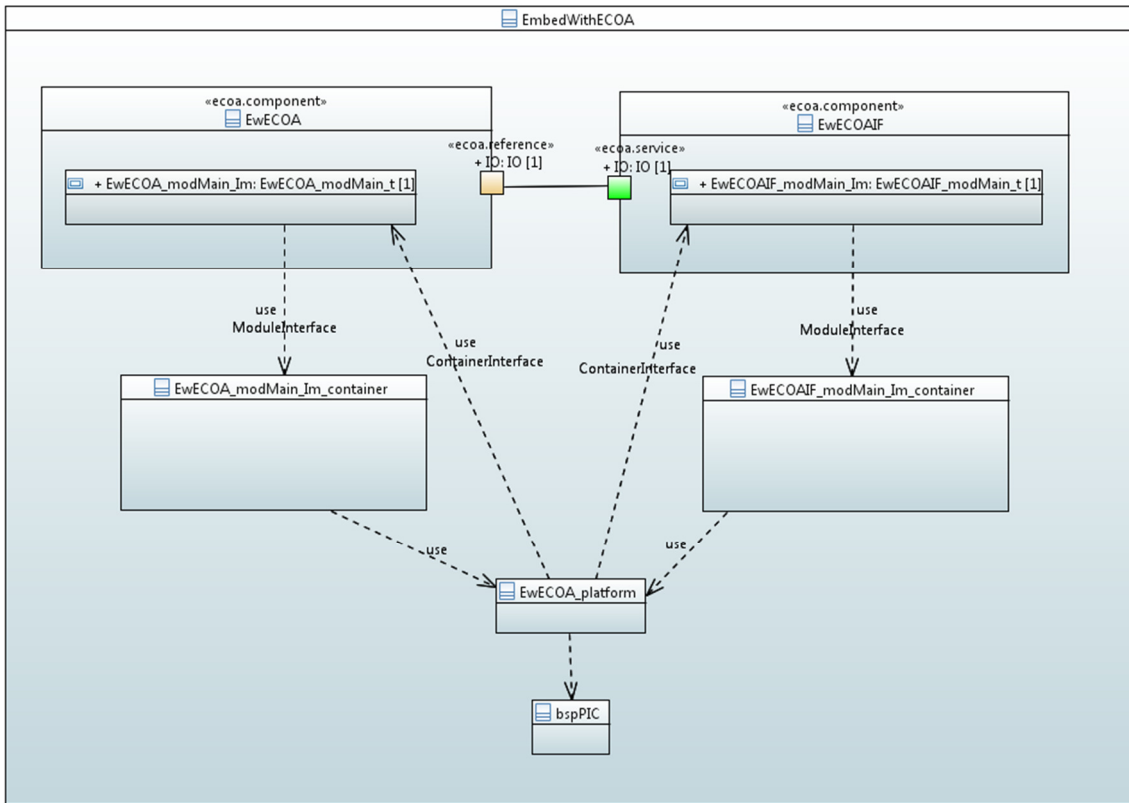 EmbedWithECOA
«ecoa.component»
EwECOA
«ecoa.component»
EwECOAIF
«ecoa.reference»
+ IO: IO [1]
«ecoa.service»
+ IO: IO [1]
+ EwECOA_modMain_Im: EwECOA_modMain_t [1]
+ EwECOAIF_modMain_Im: EwECOAIF_modMain_t [1]
use
ModuleInterface
use
ContainerInterface
use
ContainerInterface
use
ModuleInterface
EwECOA_modMain_Im_container
EwECOAIF_modMain_Im_container
use
use
EwECOA_platform
bspPIC